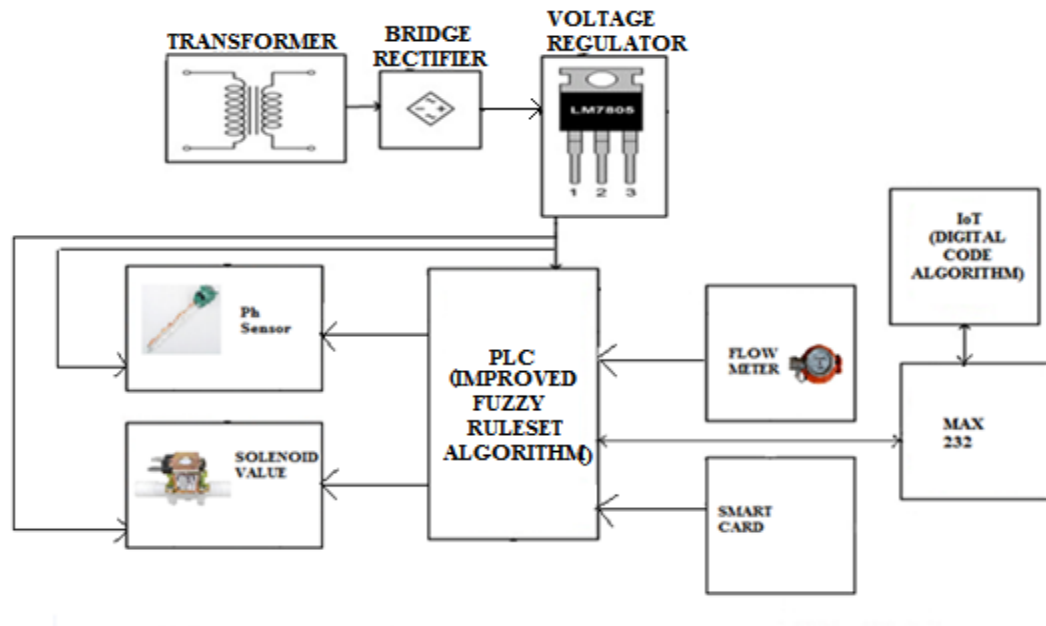 TRANSFORMER
BRIDGE
RECTIFIER
VOLTAGE
REGULATOR
LM7805
1 2 3
IoT
(DIGITAL
CODE
ALGORITHM)
Ph
Sensor
PLC
(IMPROVED
FUZZY
RULESET
ALGORITHM)
FLOW
METER
MAX
232
SOLENOID
VALUE
SMART
CARD